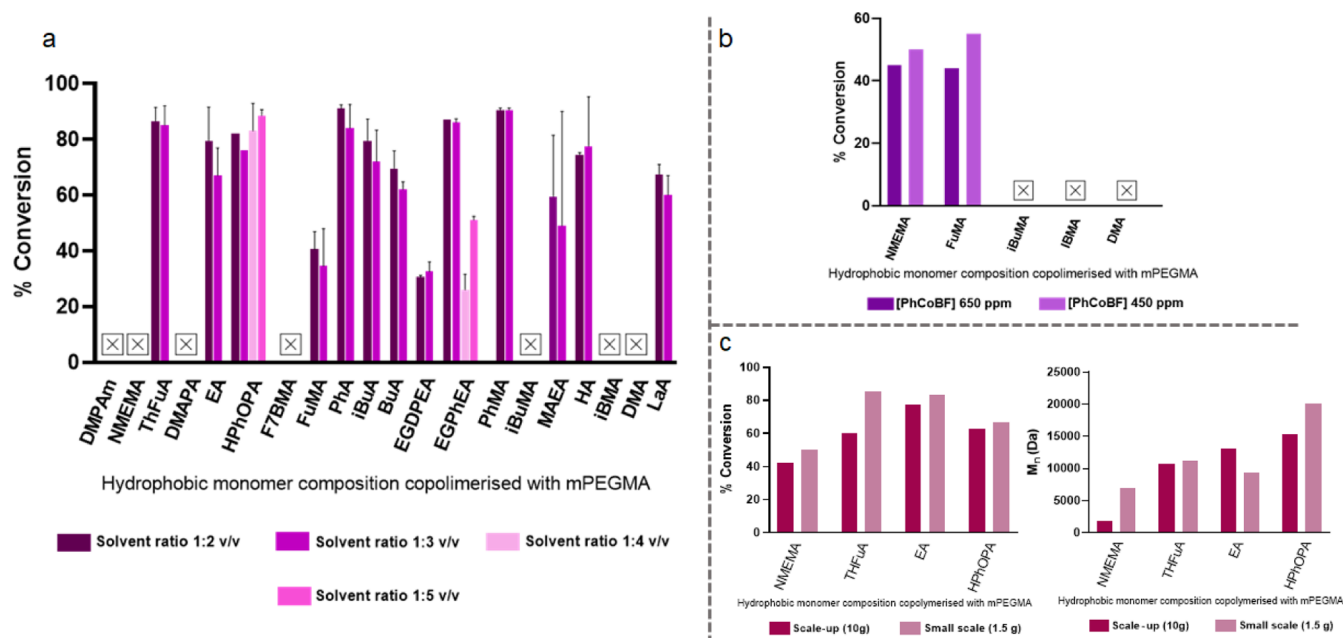 a
% Conversion
100
80
60
40
20
0
DMPAm
NMEMA
ThFuA
DMAPA
EA
HPhOPA
F7BMA
FuMA
PhA
iBuA
BuA
EGDPEA
EGPhEA
PhMA
iBuMA
MAEA
HA
iBMA
DMA
LaA
Hydrophobic monomer composition copolimerised with mPEGMA
Solvent ratio 1:2 v/v
Solvent ratio 1:3 v/v
Solvent ratio 1:4 v/v
Solvent ratio 1:5 v/v
b
% Conversion
60
40
20
0
NMEMA
FuMA
iBuMA
IBMA
DMA
Hydrophobic monomer composition copolimerised with mPEGMA
[PhCoBF] 650 ppm
[PhCoBF] 450 ppm
c
% Conversion
100
80
60
40
20
0
NMEMA
THFuA
EA
HPhOPA
Hydrophobic monomer composition copolymerised with mPEGMA
Scale-up (10g)
Small scale (1.5 g)
Mn (Da)
25000
20000
15000
10000
5000
0
NMEMA
THFuA
EA
HPhOPA
Hydrophobic monomer composition copolymerised with mPEGMA
Scale-up (10g)
Small scale (1.5 g)